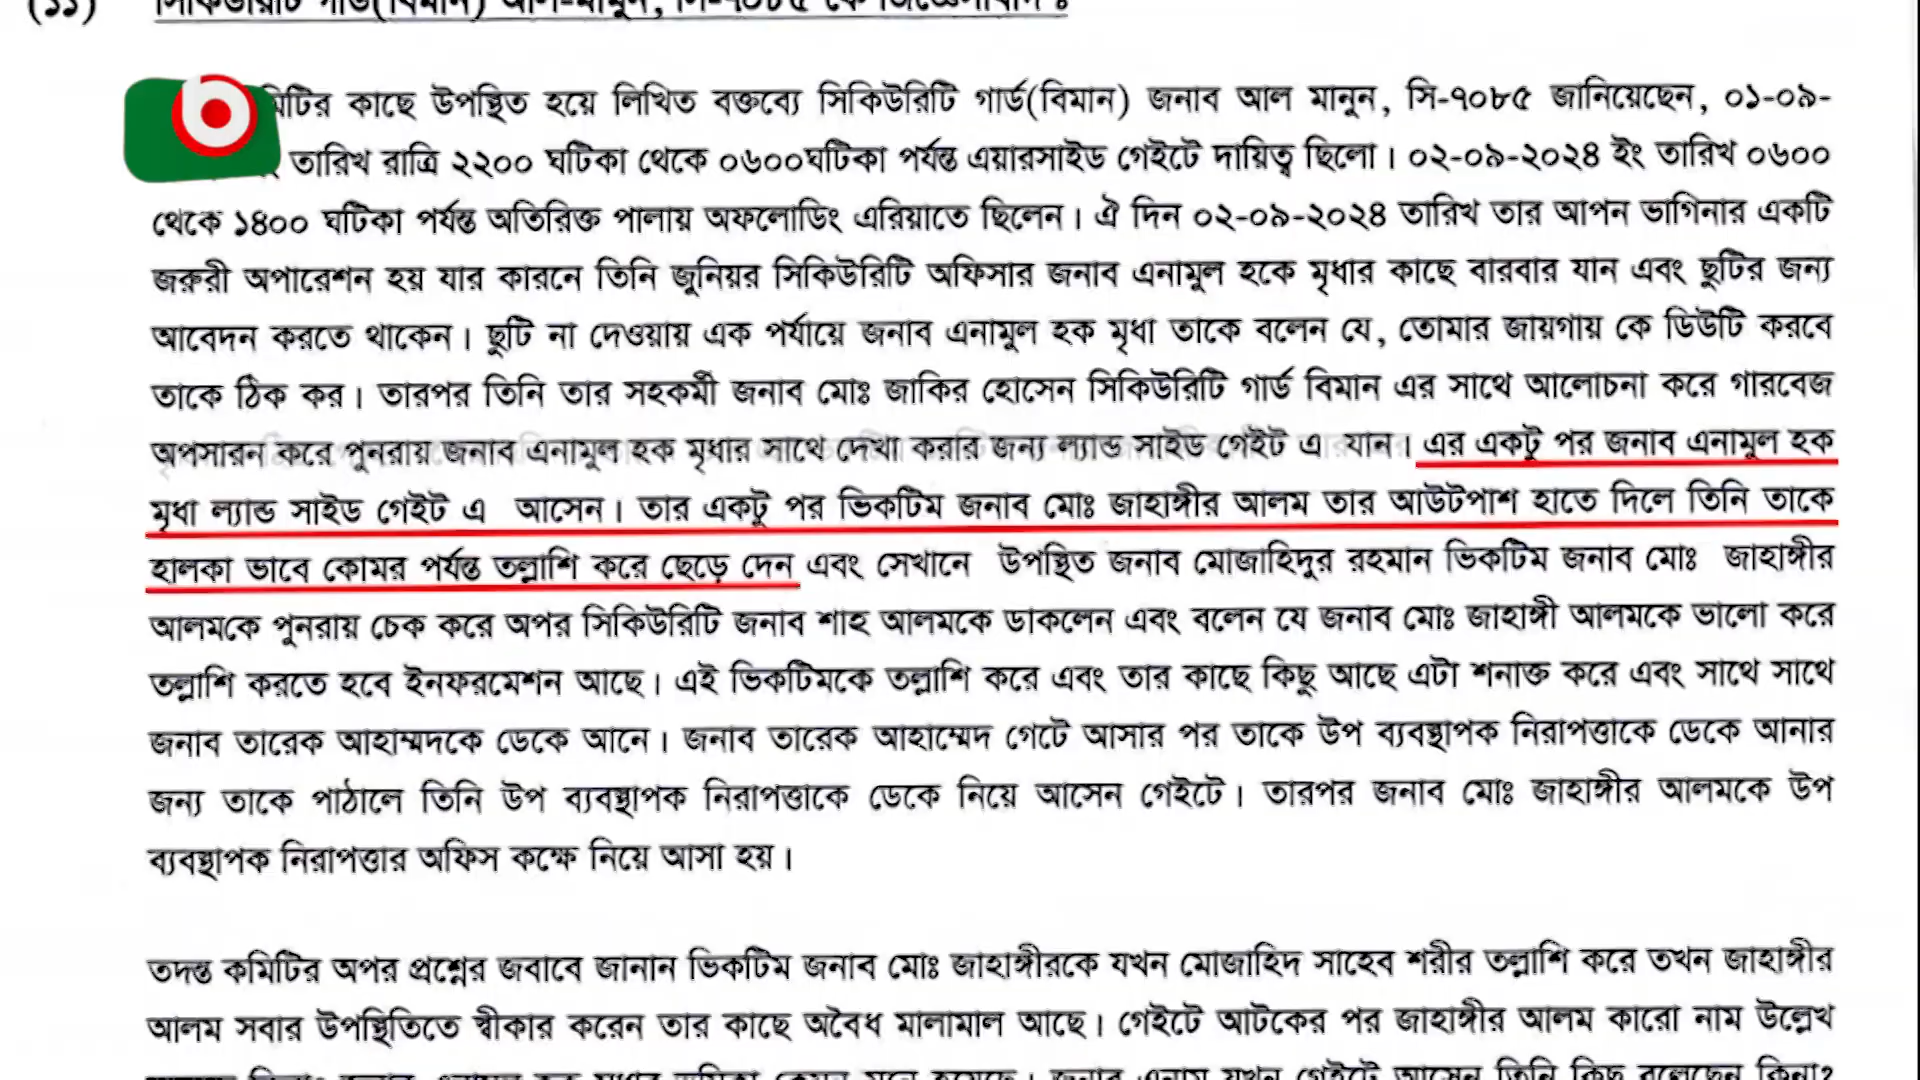 (১১) সিকিউরিটি গার্ড(বিমান) আল-মামুন, সি-৭০৮৫ কে জিজ্ঞেসাবাদ ঃ
মিটির কাছে উপস্থিত হয়ে লিখিত বক্তব্যে সিকিউরিটি গার্ড(বিমান) জনাব আল মানুন, সি-৭০৮৫ জানিয়েছেন, ০১-০৯-
তারিখ রাত্রি ২২০০ ঘটিকা থেকে ০৬০০ঘটিকা পর্যন্ত এয়ারসাইড গেইটে দায়িত্ব ছিলো। ০২-০৯-২০২৪ ইং তারিখ ০৬০০
থেকে ১৪০০ ঘটিকা পর্যন্ত অতিরিক্ত পালায় অফলোডিং এরিয়াতে ছিলেন। ঐ দিন ০২-০৯-২০২৪ তারিখ তার আপন ভাগিনার একটি
জরুরী অপারেশন হয় যার কারনে তিনি জুনিয়র সিকিউরিটি অফিসার জনাব এনামুল হকে মৃধার কাছে বারবার যান এবং ছুটির জন্য
আবেদন করতে থাকেন। ছুটি না দেওয়ায় এক পর্যায়ে জনাব এনামুল হক মৃধা তাকে বলেন যে, তোমার জায়গায় কে ডিউটি করবে
তাকে ঠিক কর। তারপর তিনি তার সহকর্মী জনাব মোঃ জাকির হোসেন সিকিউরিটি গার্ড বিমান এর সাথে আলোচনা করে গারবেজ
অপসারন করে পুনরায় জনাব এনামুল হক মৃধার সাথে দেখা করার জন্য ল্যান্ড সাইড গেইট এ যান। এর একটু পর জনাব এনামুল হক
মৃধা ল্যান্ড সাইড গেইট এ আসেন। তার একটু পর ভিকটিম জনাব মোঃ জাহাঙ্গীর আলম তার আউটপাশ হাতে দিলে তিনি তাকে
হালকা ভাবে কোমর পর্যন্ত তল্লাশি করে ছেড়ে দেন এবং সেখানে উপস্থিত জনাব মোজাহিদুর রহমান ভিকটিম জনাব মোঃ জাহাঙ্গীর
আলমকে পুনরায় চেক করে অপর সিকিউরিটি জনাব শাহ আলমকে ডাকলেন এবং বলেন যে জনাব মোঃ জাহাঙ্গী আলমকে ভালো করে
তল্লাশি করতে হবে ইনফরমেশন আছে। এই ভিকটিমকে তল্লাশি করে এবং তার কাছে কিছু আছে এটা শনাক্ত করে এবং সাথে সাথে
জনাব তারেক আহাম্মদকে ডেকে আনে। জনাব তারেক আহাম্মেদ গেটে আসার পর তাকে উপ ব্যবস্থাপক নিরাপত্তাকে ডেকে আনার
জন্য তাকে পাঠালে তিনি উপ ব্যবস্থাপক নিরাপত্তাকে ডেকে নিয়ে আসেন গেইটে। তারপর জনাব মোঃ জাহাঙ্গীর আলমকে উপ
ব্যবস্থাপক নিরাপত্তার অফিস কক্ষে নিয়ে আসা হয়।
তদন্ত কমিটির অপর প্রশ্নের জবাবে জানান ভিকটিম জনাব মোঃ জাহাঙ্গীরকে যখন মোজাহিদ সাহেব শরীর তল্লাশি করে তখন জাহাঙ্গীর
আলম সবার উপস্থিতিতে স্বীকার করেন তার কাছে অবৈধ মালামাল আছে। গেইটে আটকের পর জাহাঙ্গীর আলম কারো নাম উল্লেখ
জনাব এনাম যখন গেইটে আসেন তিনি কিছু বলেছেন কিনা?